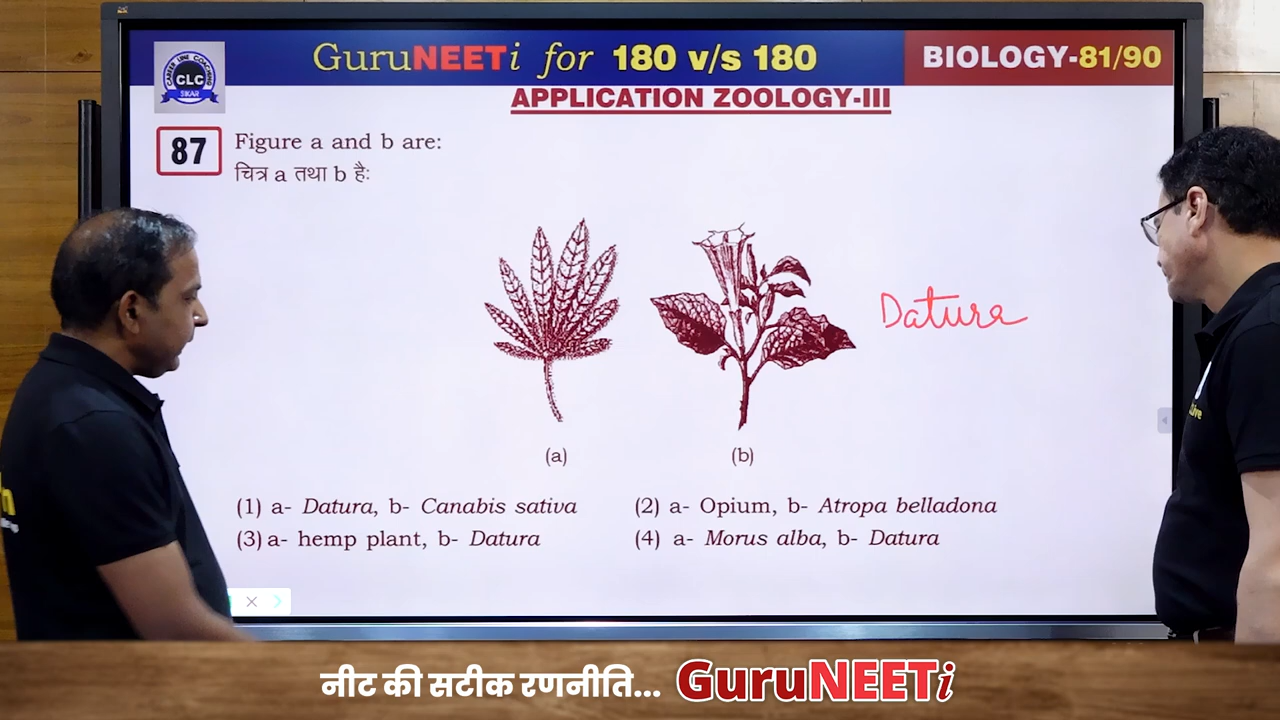 GuruNEETi for 180 v/s 180
BIOLOGY-81/90
CLC
SIKAR
APPLICATION ZOOLOGY-III
87
Figure a and b are:
चित्र a तथा b है:
Datura
(a)
(b)
(1) a- Datura, b- Canabis sativa
(2) a- Opium, b- Atropa belladona
(3) a- hemp plant, b- Datura
(4) a- Morus alba, b- Datura
नीट की सटीक रणनीति... GuruNEETi